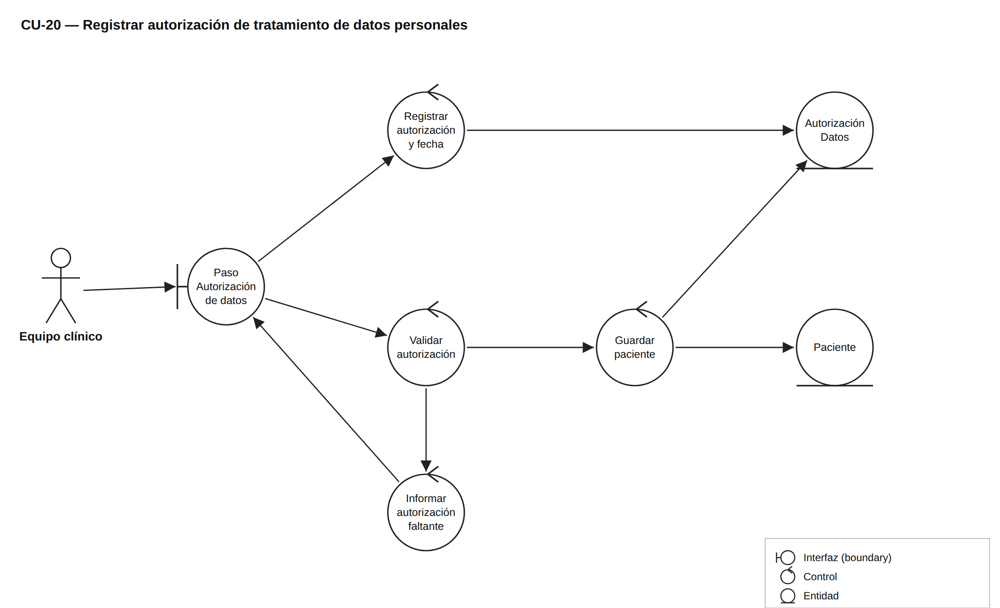 CU-20 — Registrar autorización de tratamiento de datos personales
Registrar
autorización
y fecha
Autorización
Datos
Paso
Autorización
de datos
Equipo clínico
Validar
autorización
Guardar
paciente
Paciente
Informar
autorización
faltante
Interfaz (boundary)
Control
Entidad